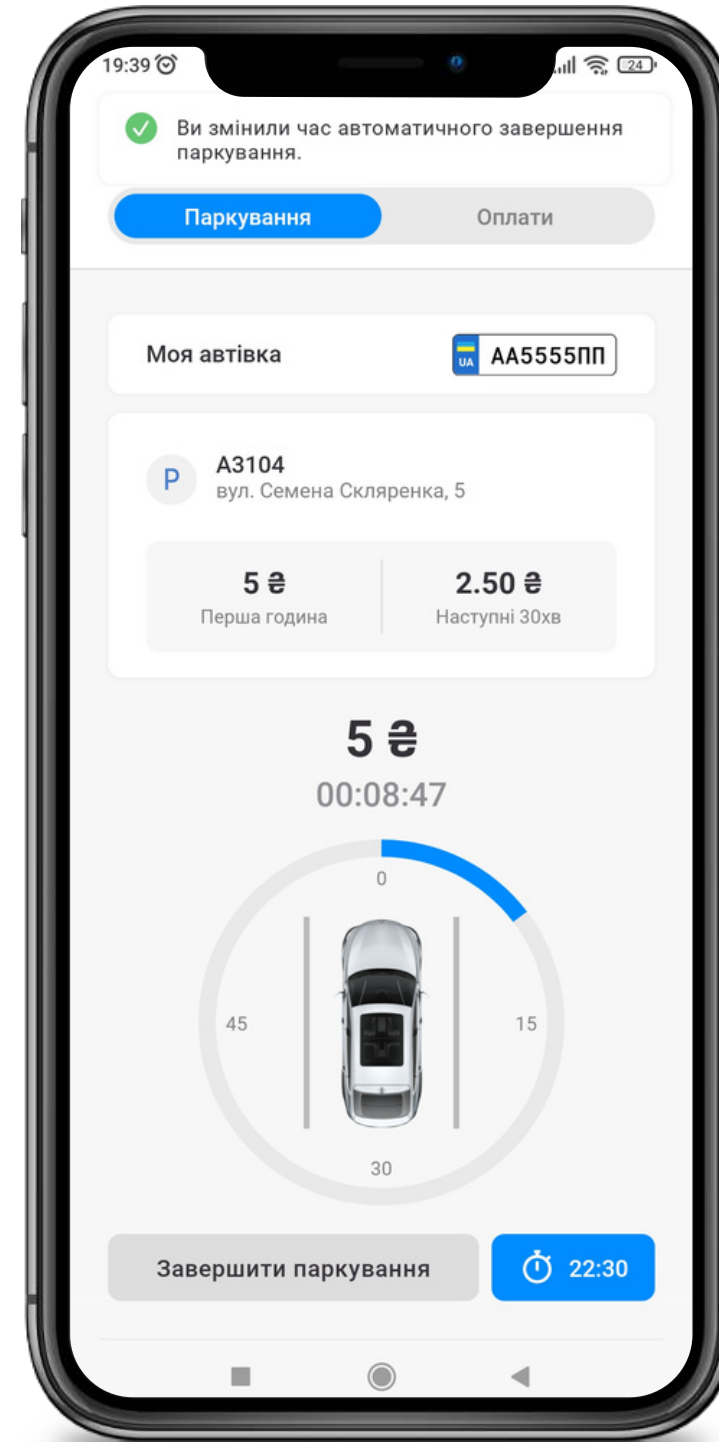 19:39
24
Ви змінили час автоматичного завершення
паркування.
Паркування Оплати
Моя автівка UA АА5555ПП
P
А3104
вул. Семена Скляренка, 5
5 ₴ 2.50 ₴
Перша година Наступні 30хв
5 ₴
00:08:47
0
45 15
30
Завершити паркування 22:30